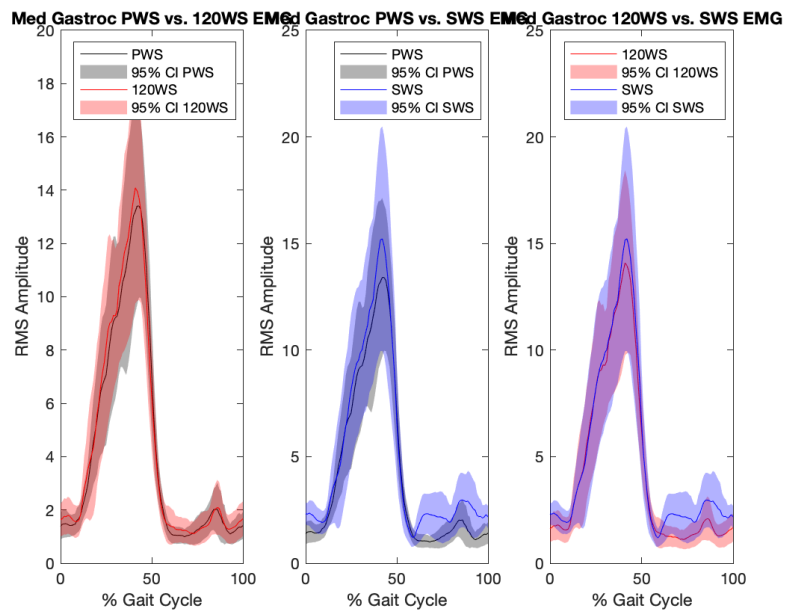 Med Gastroc PWS vs. 120WS EMG
20
18
16
14
12
10
8
6
4
2
0
RMS Amplitude
0
50
100
% Gait Cycle
PWS
95% CI PWS
120WS
95% CI 120WS
Med Gastroc PWS vs. SWS EMG
25
20
15
10
5
0
RMS Amplitude
0
50
100
% Gait Cycle
PWS
95% CI PWS
SWS
95% CI SWS
Med Gastroc 120WS vs. SWS EMG
25
20
15
10
5
0
RMS Amplitude
0
50
100
% Gait Cycle
120WS
95% CI 120WS
SWS
95% CI SWS